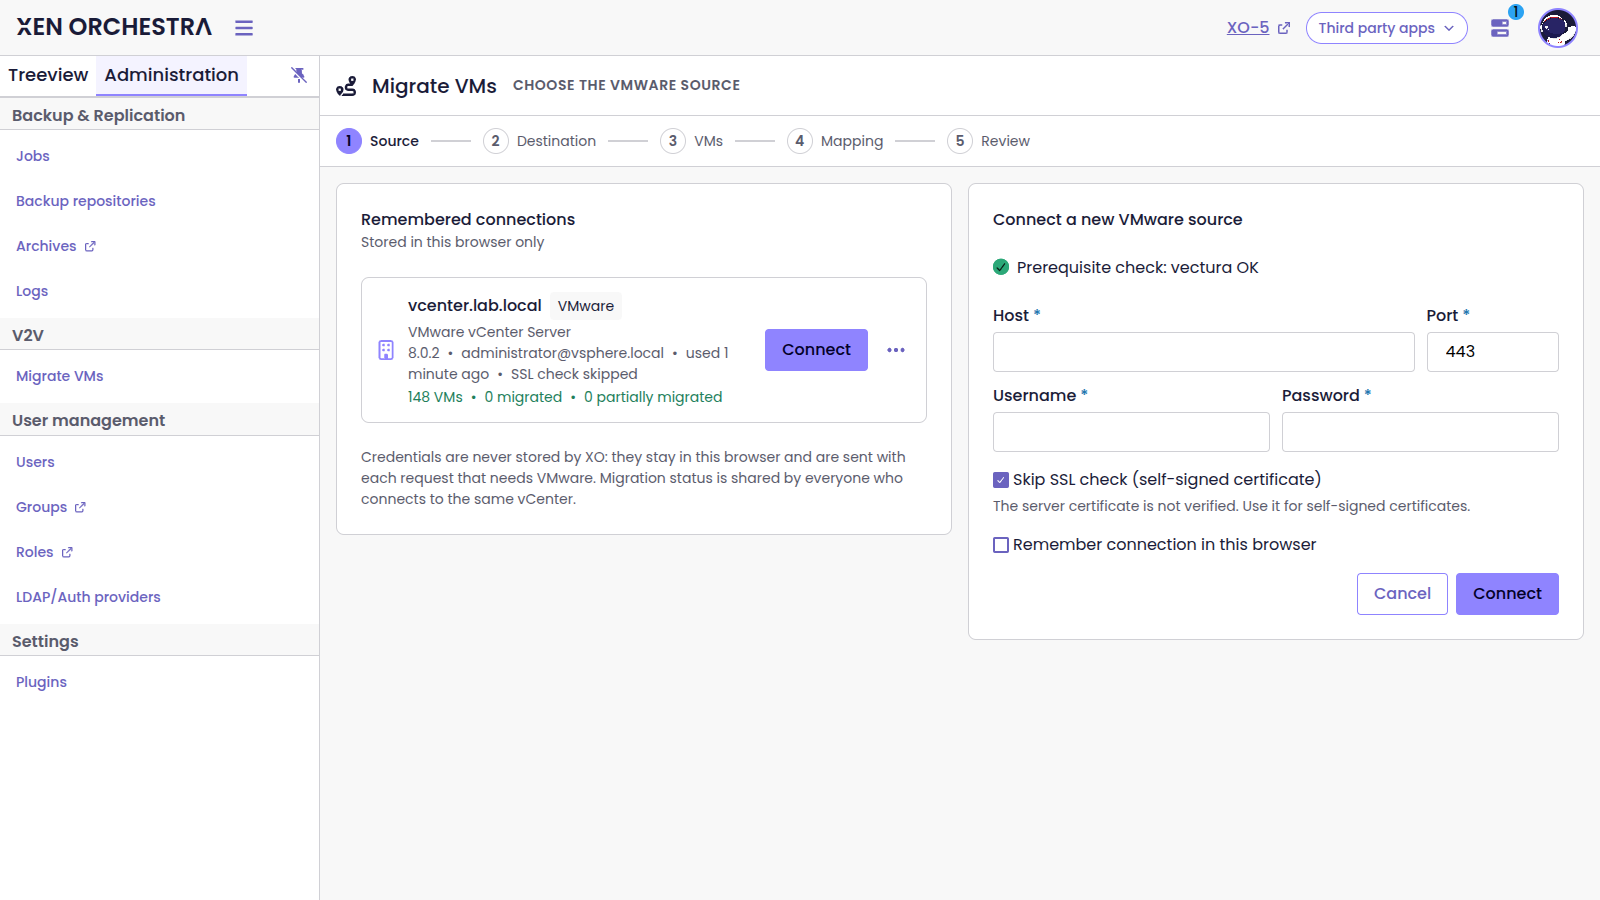 XEN ORCHESTRA
XO-5
Third party apps
1
Treeview
Administration
Backup & Replication
Jobs
Backup repositories
Archives
Logs
V2V
Migrate VMs
User management
Users
Groups
Roles
LDAP/Auth providers
Settings
Plugins
Migrate VMs
CHOOSE THE VMWARE SOURCE
1 Source
2 Destination
3 VMs
4 Mapping
5 Review
Remembered connections
Stored in this browser only
vcenter.lab.local VMware
VMware vCenter Server
8.0.2 • administrator@vsphere.local • used 1
minute ago • SSL check skipped
148 VMs • 0 migrated • 0 partially migrated
Connect
Credentials are never stored by XO: they stay in this browser and are sent with
each request that needs VMware. Migration status is shared by everyone who
connects to the same vCenter.
Connect a new VMware source
Prerequisite check: vectura OK
Host *
Port *
443
Username *
Password *
Skip SSL check (self-signed certificate)
The server certificate is not verified. Use it for self-signed certificates.
Remember connection in this browser
Cancel
Connect